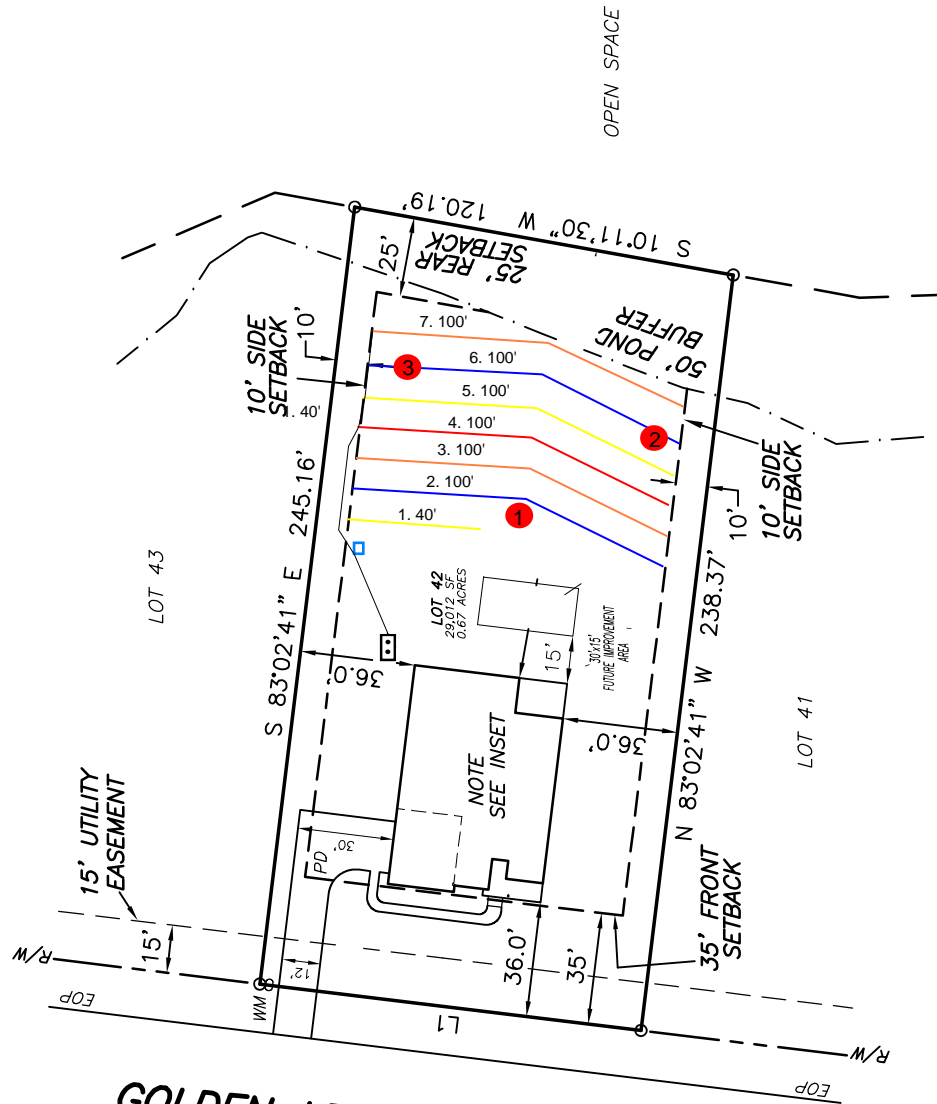 OPEN SPACE
120.19'
S 10°11'30" W
25' REAR
SETBACK
25'
50' POND
BUFFER
10' SIDE
SETBACK
10'
. 40'
7. 100'
6. 100'
5. 100'
4. 100'
3. 100'
2. 100'
1. 40'
3
2
1
10' SIDE
SETBACK
10'
S 83°02'41" E 245.16'
LOT 43
LOT 42
29,012 SF
0.67 ACRES
30'x15'
FUTURE IMPROVEMENT
AREA
15'
36.0'
36.0'
N 83°02'41" W 238.37'
LOT 41
NOTE
SEE INSET
30'
PD
15' UTILITY
EASEMENT
15'
R/W
EOP
WM
12'
36.0'
35'
35' FRONT
SETBACK
L1
R/W
EOP